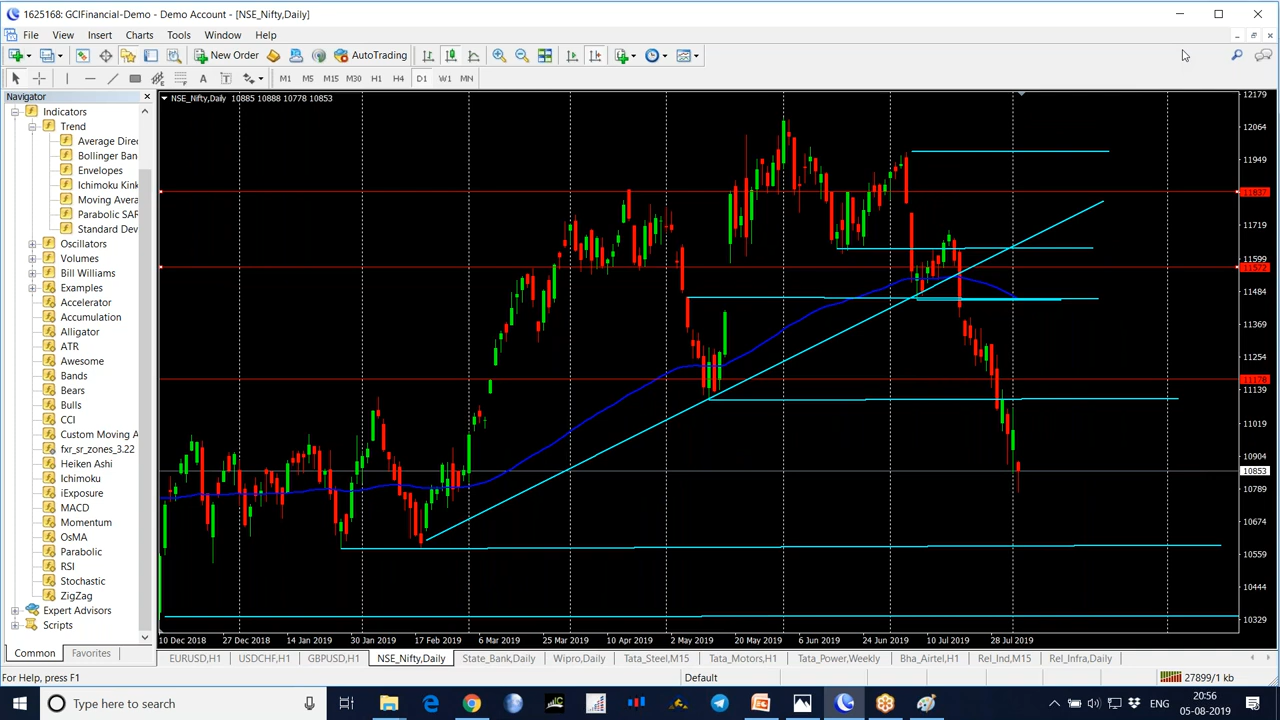 1625168: GCIFinancial-Demo - Demo Account - [NSE_Nifty,Daily]
File View Insert Charts Tools Window Help
New Order AutoTrading
A T M1 M5 M15 M30 H1 H4 D1 W1 MN
Navigator
Indicators
Trend
Average Dire
Bollinger Ban
Envelopes
Ichimoku Kink
Moving Avera
Parabolic SAR
Standard Dev
Oscillators
Volumes
Bill Williams
Examples
Accelerator
Accumulation
Alligator
ATR
Awesome
Bands
Bears
Bulls
CCI
Custom Moving A
fxr_sr_zones_3.22
Heiken Ashi
Ichimoku
iExposure
MACD
Momentum
OsMA
Parabolic
RSI
Stochastic
ZigZag
Expert Advisors
Scripts
Common Favorites
NSE_Nifty,Daily 10885 10888 10778 10853
12179
12064
11949
11837
11719
11599
11572
11484
11369
11254
11178
11139
11019
10904
10853
10789
10674
10559
10444
10329
10 Dec 2018 27 Dec 2018 14 Jan 2019 30 Jan 2019 17 Feb 2019 6 Mar 2019 25 Mar 2019 10 Apr 2019 2 May 2019 20 May 2019 6 Jun 2019 24 Jun 2019 10 Jul 2019 28 Jul 2019
EURUSD,H1 USDCHF,H1 GBPUSD,H1 NSE_Nifty,Daily State_Bank,Daily Wipro,Daily Tata_Steel,M15 Tata_Motors,H1 Tata_Power,Weekly Bha_Airtel,H1 Rel_Ind,M15 Rel_Infra,Daily
For Help, press F1 Default 27899/1 kb
Type here to search ENG 20:56
05-08-2019